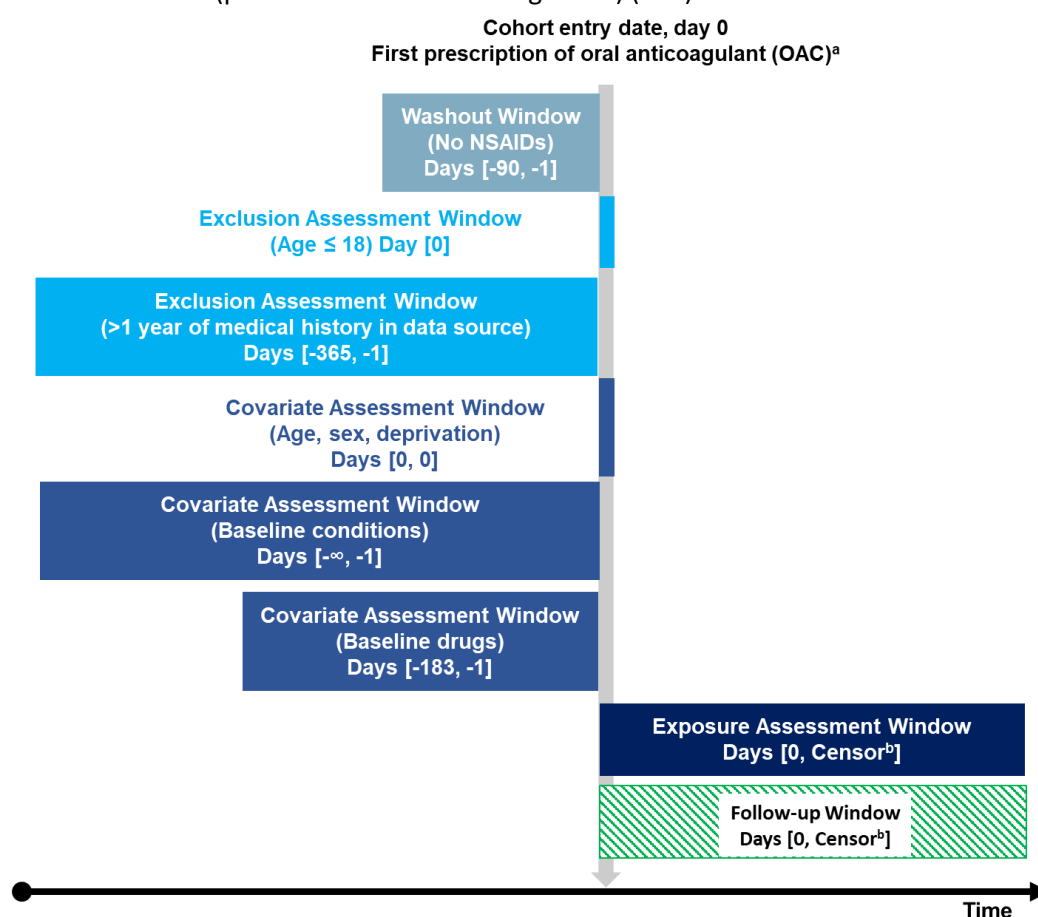 Cohort entry date, day 0
First prescription of oral anticoagulant (OAC)ᵃ
Washout Window
(No NSAIDs)
Days [-90, -1]
Exclusion Assessment Window
(Age ≤ 18) Day [0]
Exclusion Assessment Window
(>1 year of medical history in data source)
Days [-365, -1]
Covariate Assessment Window
(Age, sex, deprivation)
Days [0, 0]
Covariate Assessment Window
(Baseline conditions)
Days [-∞, -1]
Covariate Assessment Window
(Baseline drugs)
Days [-183, -1]
Exposure Assessment Window
Days [0, Censorᵇ]
Follow-up Window
Days [0, Censorᵇ]
Time